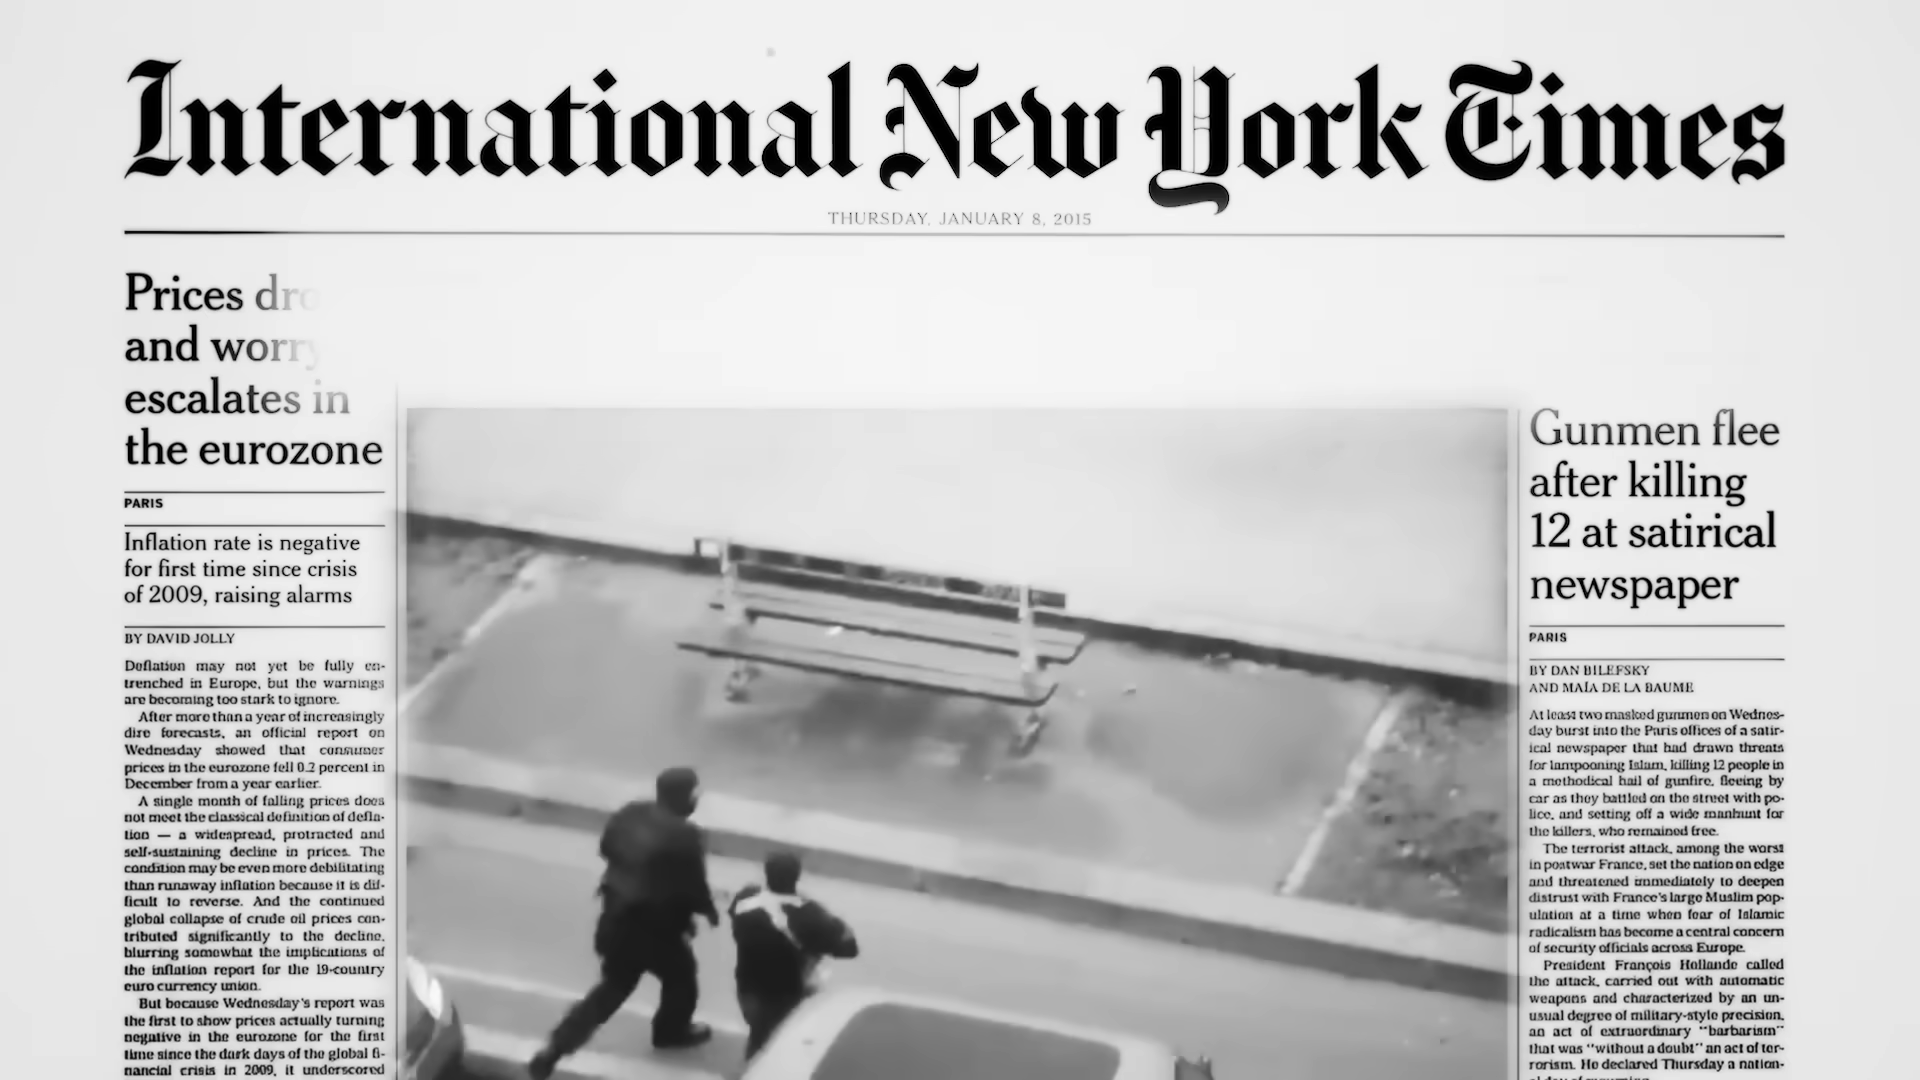 International New York Times
THURSDAY, JANUARY 8, 2015
Prices
and worry
escalates in
the eurozone
PARIS
Inflation rate is negative
for first time since crisis
of 2009, raising alarms
BY DAVID JOLLY
Deflation may not yet be fully en-
trenched in Europe, but the warnings
are becoming too stark to ignore.
After more than a year of increasingly
dire forecasts, an official report on
Wednesday showed that consumer
prices in the eurozone fell 0.2 percent in
December from a year earlier.
A single month of falling prices does
not meet the classical definition of defla-
tion — a widespread, protracted and
self-sustaining decline in prices. The
condition may be even more debilitating
than runaway inflation because it is dif-
ficult to reverse. And the continued
global collapse of crude oil prices con-
tributed significantly to the decline,
blurring somewhat the implications of
the inflation report for the 19-country
euro currency union.
But because Wednesday's report was
the first to show prices actually turning
negative in the eurozone for the first
time since the dark days of the global fi-
nancial crisis in 2009, it underscored
Gunmen flee
after killing
12 at satirical
newspaper
PARIS
BY DAN BILEFSKY
AND MAÏA DE LA BAUME
At least two masked gunmen on Wednes-
day burst into the Paris offices of a satir-
ical newspaper that had drawn threats
for lampooning Islam, killing 12 people in
a methodical hail of gunfire, fleeing by
car as they battled on the street with po-
lice, and setting off a wide manhunt for
the killers, who remained free.
The terrorist attack, among the worst
in postwar France, set the nation on edge
and threatened immediately to deepen
distrust with France's large Muslim pop-
ulation at a time when fear of Islamic
radicalism has become a central concern
of security officials across Europe.
President François Hollande called
the attack, carried out with automatic
weapons and characterized by an un-
usual degree of military-style precision,
an act of extraordinary "barbarism"
that was "without a doubt" an act of ter-
rorism. He declared Thursday a nation-